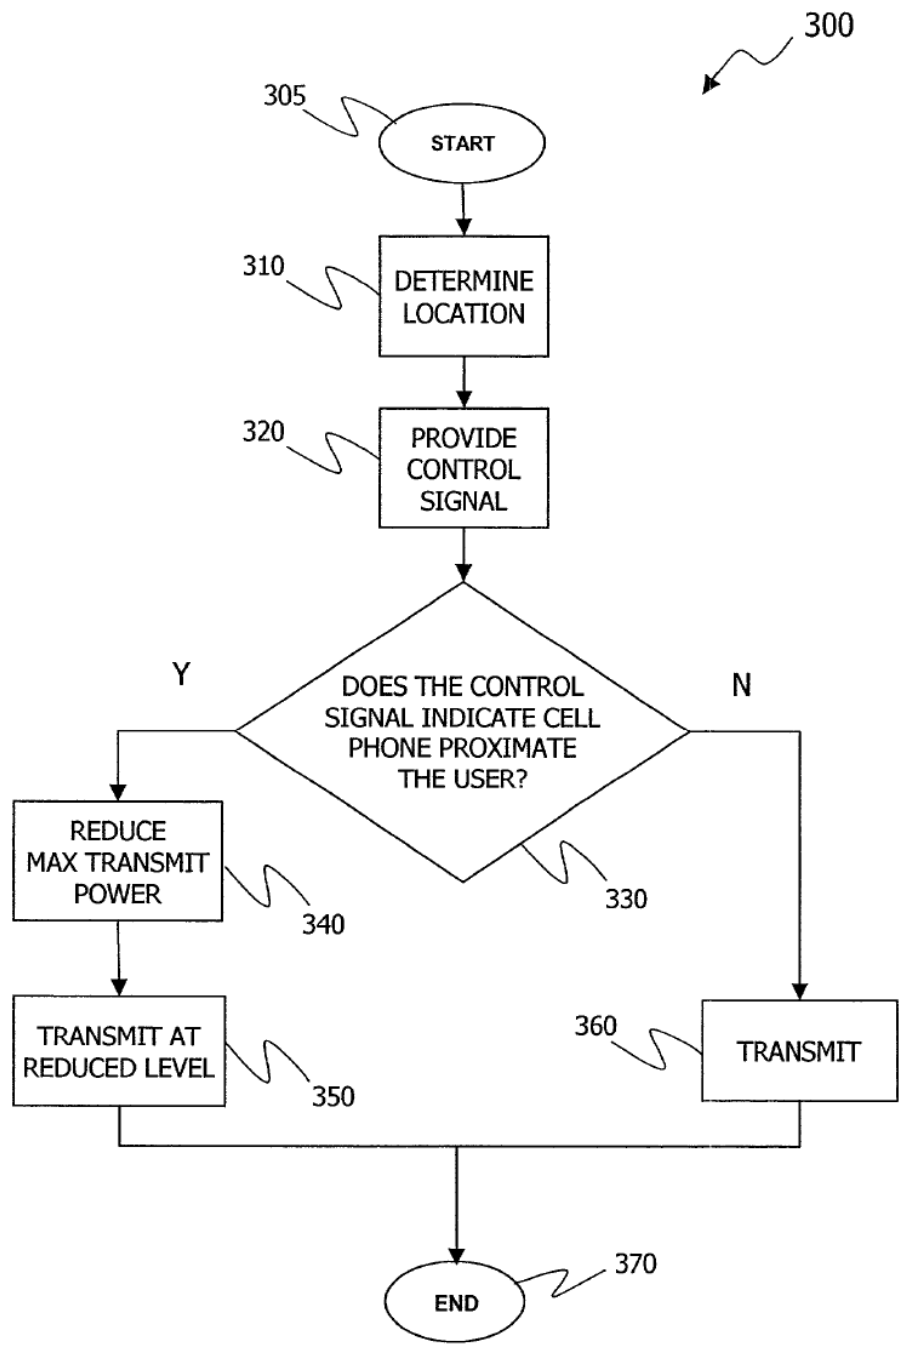 300
305
START
310
DETERMINE
LOCATION
320
PROVIDE
CONTROL
SIGNAL
Y
N
DOES THE CONTROL
SIGNAL INDICATE CELL
PHONE PROXIMATE
THE USER?
330
REDUCE
MAX TRANSMIT
POWER
340
TRANSMIT AT
REDUCED LEVEL
350
360
TRANSMIT
370
END